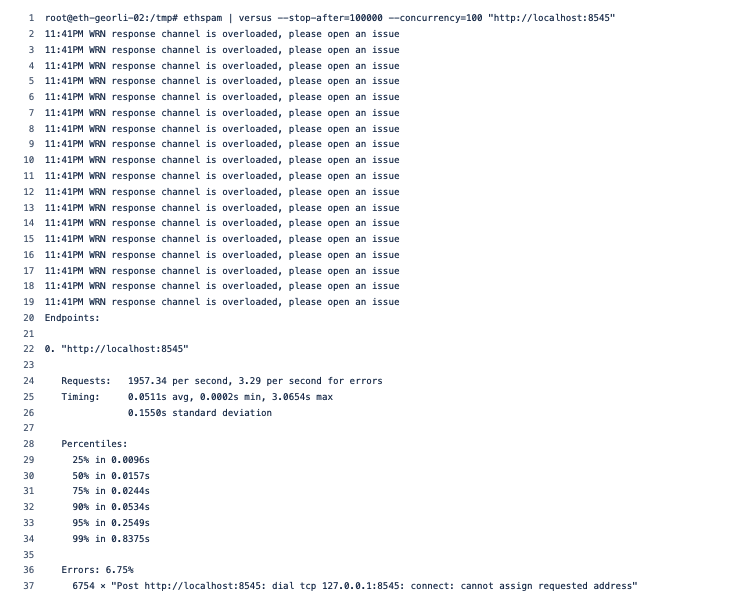 1 root@eth-georli-02:/tmp# ethspam | versus --stop-after=100000 --concurrency=100 "http://localhost:8545"
2 11:41PM WRN response channel is overloaded, please open an issue
3 11:41PM WRN response channel is overloaded, please open an issue
4 11:41PM WRN response channel is overloaded, please open an issue
5 11:41PM WRN response channel is overloaded, please open an issue
6 11:41PM WRN response channel is overloaded, please open an issue
7 11:41PM WRN response channel is overloaded, please open an issue
8 11:41PM WRN response channel is overloaded, please open an issue
9 11:41PM WRN response channel is overloaded, please open an issue
10 11:41PM WRN response channel is overloaded, please open an issue
11 11:41PM WRN response channel is overloaded, please open an issue
12 11:41PM WRN response channel is overloaded, please open an issue
13 11:41PM WRN response channel is overloaded, please open an issue
14 11:41PM WRN response channel is overloaded, please open an issue
15 11:41PM WRN response channel is overloaded, please open an issue
16 11:41PM WRN response channel is overloaded, please open an issue
17 11:41PM WRN response channel is overloaded, please open an issue
18 11:41PM WRN response channel is overloaded, please open an issue
19 11:41PM WRN response channel is overloaded, please open an issue
20 Endpoints:
21
22 0. "http://localhost:8545"
23
24 Requests: 1957.34 per second, 3.29 per second for errors
25 Timing: 0.0511s avg, 0.0002s min, 3.0654s max
26 0.1550s standard deviation
27
28 Percentiles:
29 25% in 0.0096s
30 50% in 0.0157s
31 75% in 0.0244s
32 90% in 0.0534s
33 95% in 0.2549s
34 99% in 0.8375s
35
36 Errors: 6.75%
37 6754 × "Post http://localhost:8545: dial tcp 127.0.0.1:8545: connect: cannot assign requested address"